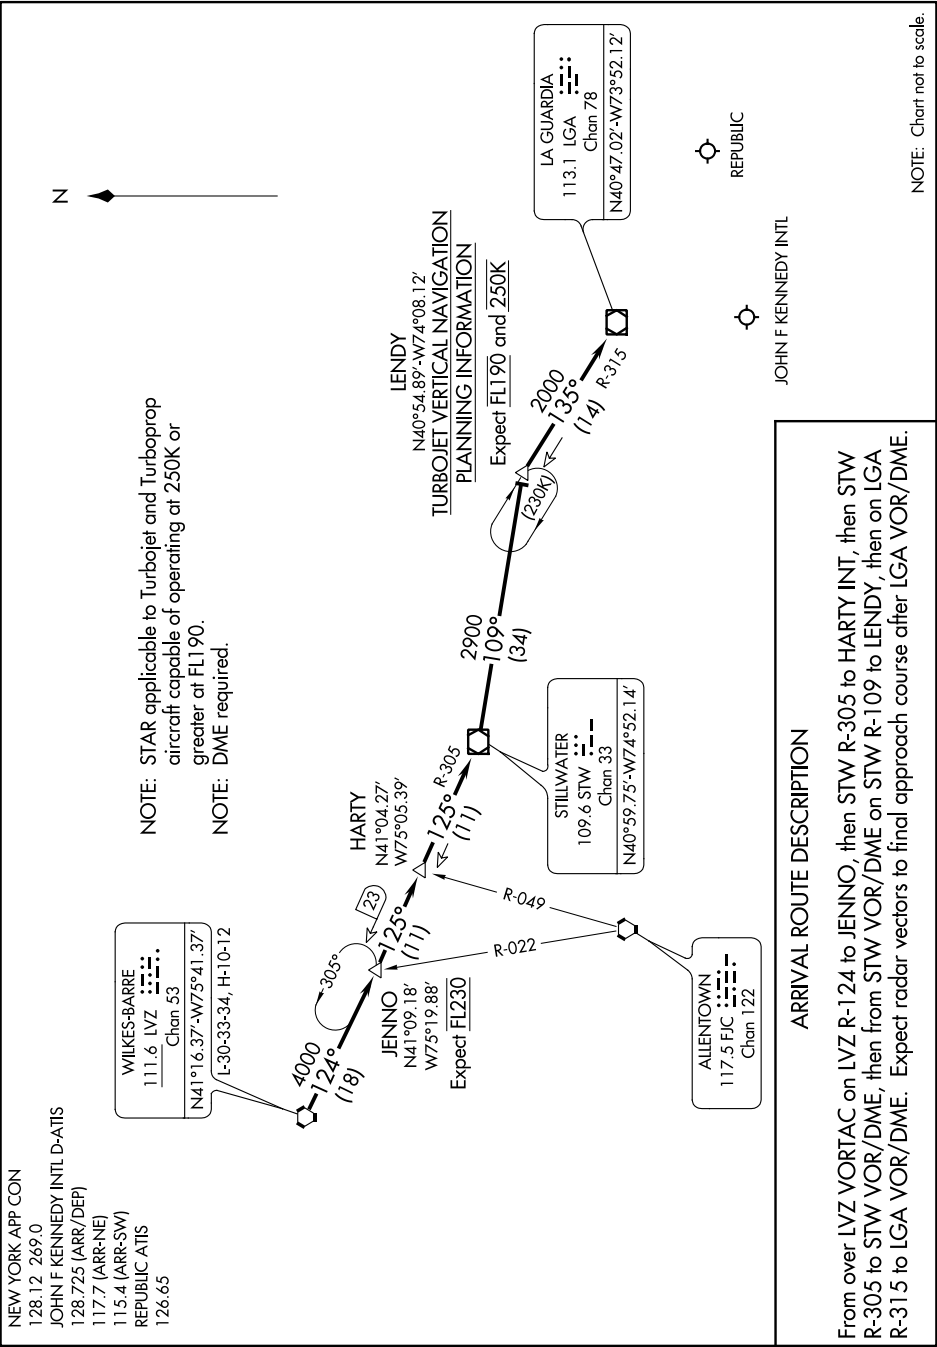 NEW YORK APP CON
128.12 269.0
JOHN F KENNEDY INTL D-ATIS
128.725 (ARR/DEP)
117.7 (ARR-NE)
115.4 (ARR-SW)
REPUBLIC ATIS
126.65
NOTE: STAR applicable to Turbojet and Turboprop
aircraft capable of operating at 250K or
greater at FL190.
NOTE: DME required.
N
WILKES-BARRE
111.6 LVZ
Chan 53
N41°16.37'-W75°41.37'
L-30-33-34, H-10-12
4000
124°
(18)
305°
JENNO
N41°09.18'
W75°19.88'
Expect FL230
23
125°
(11)
HARTY
N41°04.27'
W75°05.39'
125°
(11)
R-305
R-049
R-022
ALLENTOWN
117.5 FJC
Chan 122
STILLWATER
109.6 STW
Chan 33
N40°59.75'-W74°52.14'
2900
109°
(34)
LENDY
N40°54.89'-W74°08.12'
TURBOJET VERTICAL NAVIGATION
PLANNING INFORMATION
Expect FL190 and 250K
(230K)
2000
135°
(14)
R-315
LA GUARDIA
113.1 LGA
Chan 78
N40°47.02'-W73°52.12'
REPUBLIC
JOHN F KENNEDY INTL
NOTE: Chart not to scale.
ARRIVAL ROUTE DESCRIPTION
From over LVZ VORTAC on LVZ R-124 to JENNO, then STW R-305 to HARTY INT, then STW
R-305 to STW VOR/DME, then from STW VOR/DME on STW R-109 to LENDY, then on LGA
R-315 to LGA VOR/DME. Expect radar vectors to final approach course after LGA VOR/DME.